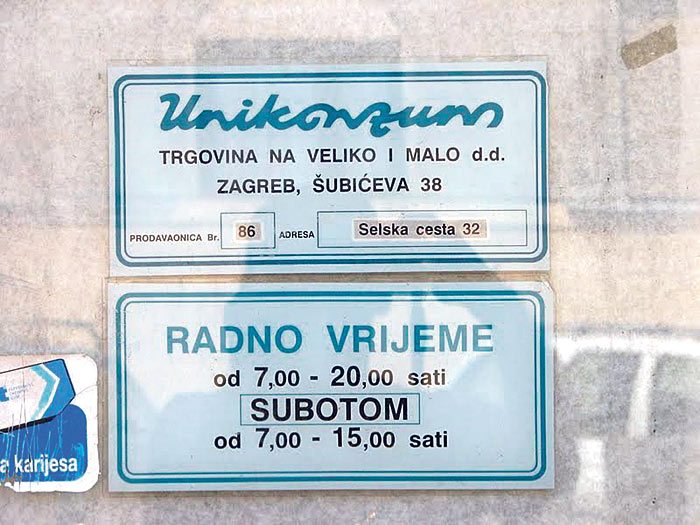 Unikonzum
TRGOVINA NA VELIKO I MALO d.d.
ZAGREB, ŠUBIĆEVA 38
PRODAVAONICA Br. 86 ADRESA Selska cesta 32
RADNO VRIJEME
od 7,00 - 20,00 sati
SUBOTOM
od 7,00 - 15,00 sati
a karijesa